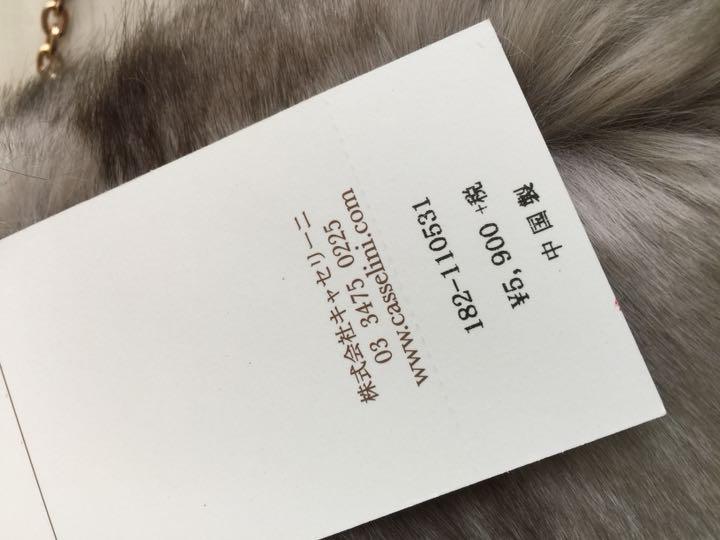 株式会社キャセリーニ
03 3475 0225
www.casselini.com
182-110531
¥5,900 +税
中国製